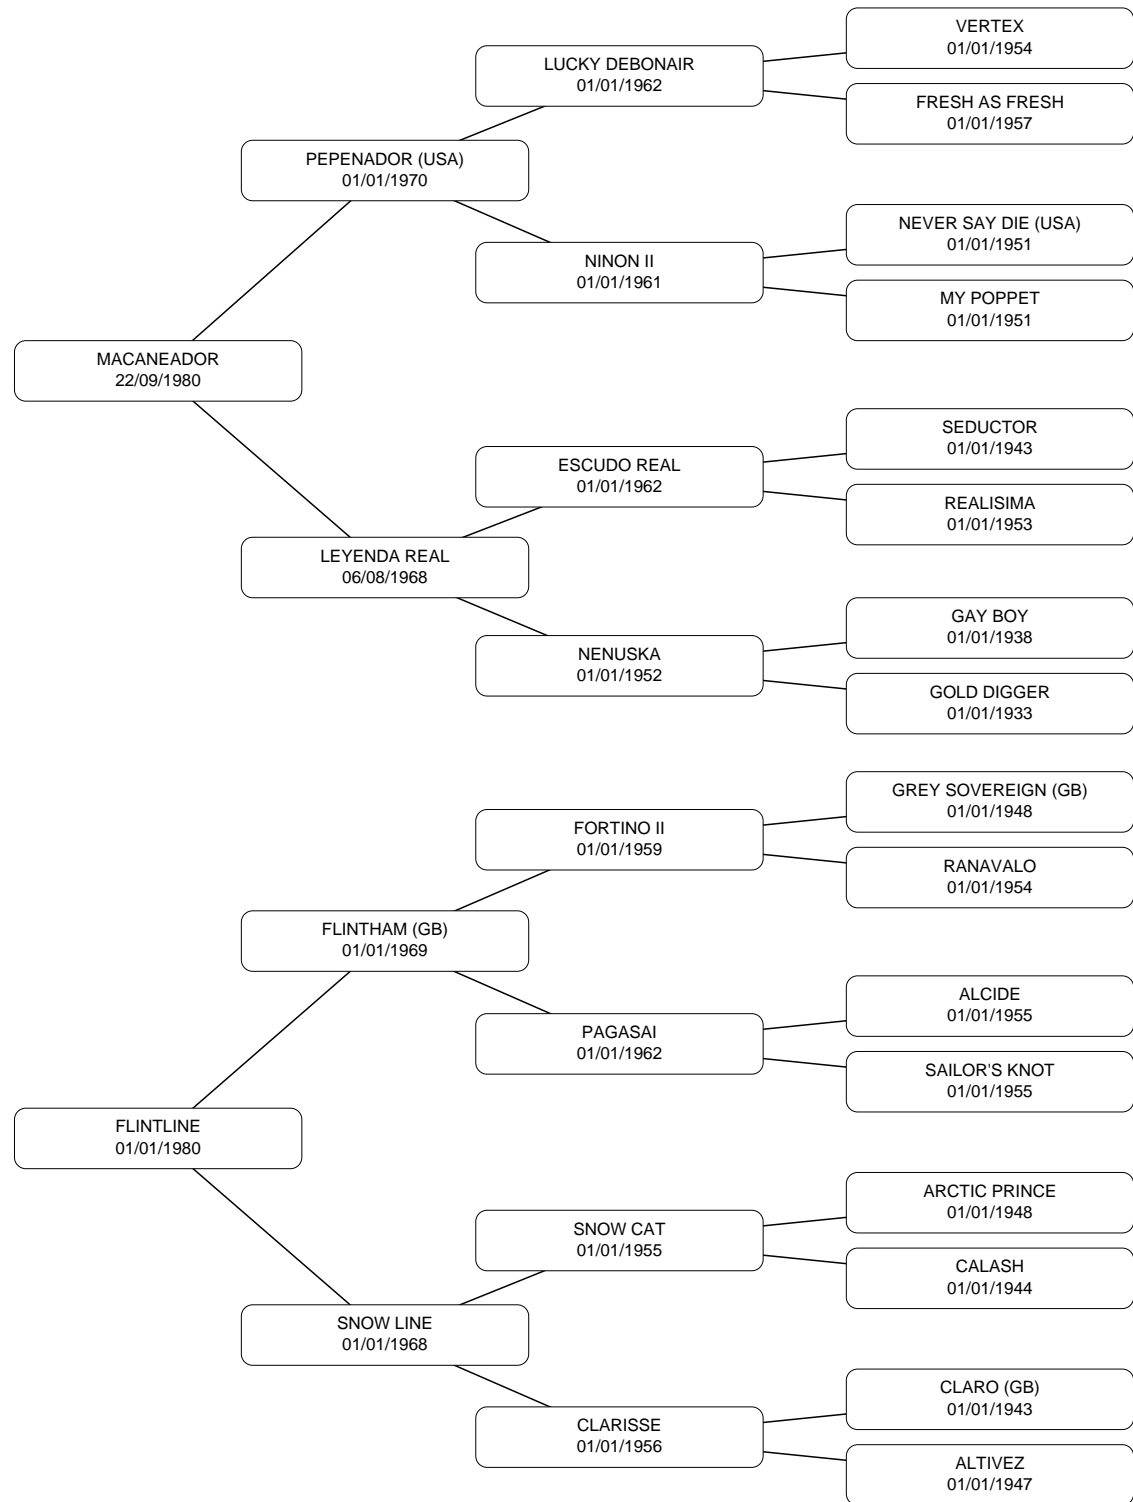 VERTEX
01/01/1954
LUCKY DEBONAIR
01/01/1962
FRESH AS FRESH
01/01/1957
PEPENADOR (USA)
01/01/1970
NEVER SAY DIE (USA)
01/01/1951
NINON II
01/01/1961
MY POPPET
01/01/1951
MACANEADOR
22/09/1980
SEDUCTOR
01/01/1943
ESCUDO REAL
01/01/1962
REALISIMA
01/01/1953
LEYENDA REAL
06/08/1968
GAY BOY
01/01/1938
NENUSKA
01/01/1952
GOLD DIGGER
01/01/1933
GREY SOVEREIGN (GB)
01/01/1948
FORTINO II
01/01/1959
RANAVALO
01/01/1954
FLINTHAM (GB)
01/01/1969
ALCIDE
01/01/1955
PAGASAI
01/01/1962
SAILOR'S KNOT
01/01/1955
FLINTLINE
01/01/1980
ARCTIC PRINCE
01/01/1948
SNOW CAT
01/01/1955
CALASH
01/01/1944
SNOW LINE
01/01/1968
CLARO (GB)
01/01/1943
CLARISSE
01/01/1956
ALTIVEZ
01/01/1947